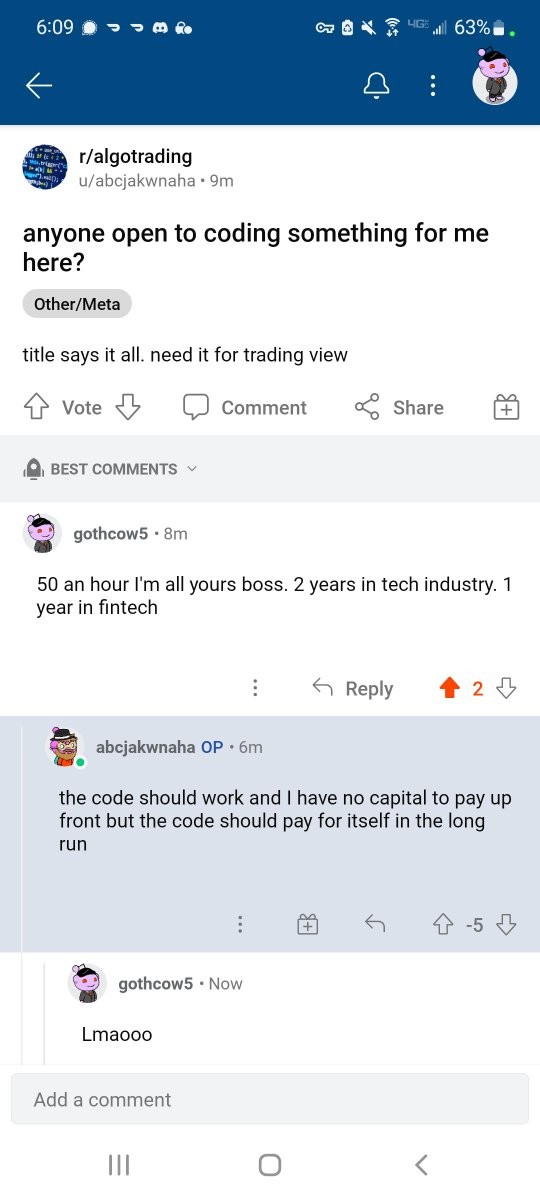 6:09
4GE
63%
r/algotrading
u/abcjakwnaha • 9m
anyone open to coding something for me
here?
Other/Meta
title says it all. need it for trading view
Vote
Comment
Share
BEST COMMENTS
gothcow5 • 8m
50 an hour I'm all yours boss. 2 years in tech industry. 1
year in fintech
Reply
2
abcjakwnaha OP • 6m
the code should work and I have no capital to pay up
front but the code should pay for itself in the long
run
-5
gothcow5 • Now
Lmaooo
Add a comment